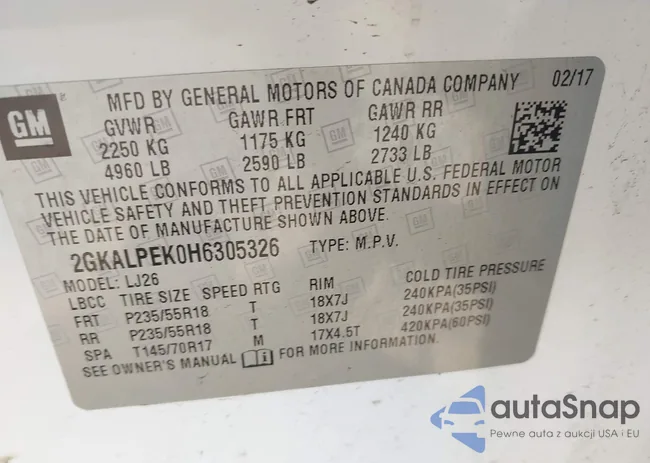 GM
MFD BY GENERAL MOTORS OF CANADA COMPANY 02/17
GVWR GAWR FRT GAWR RR
2250 KG 1175 KG 1240 KG
4960 LB 2590 LB 2733 LB
THIS VEHICLE CONFORMS TO ALL APPLICABLE U.S. FEDERAL MOTOR
VEHICLE SAFETY AND THEFT PREVENTION STANDARDS IN EFFECT ON
THE DATE OF MANUFACTURE SHOWN ABOVE.
2GKALPEK0H6305326 TYPE: M.P.V.
MODEL: LJ26
LBCC TIRE SIZE SPEED RTG RIM COLD TIRE PRESSURE
FRT P235/55R18 T 18X7J 240KPA(35PSI)
RR P235/55R18 T 18X7J 240KPA(35PSI)
SPA T145/70R17 M 17X4.5T 420KPA(60PSI)
SEE OWNER'S MANUAL FOR MORE INFORMATION.
autaSnap
Pewne auta z aukcji USA i EU